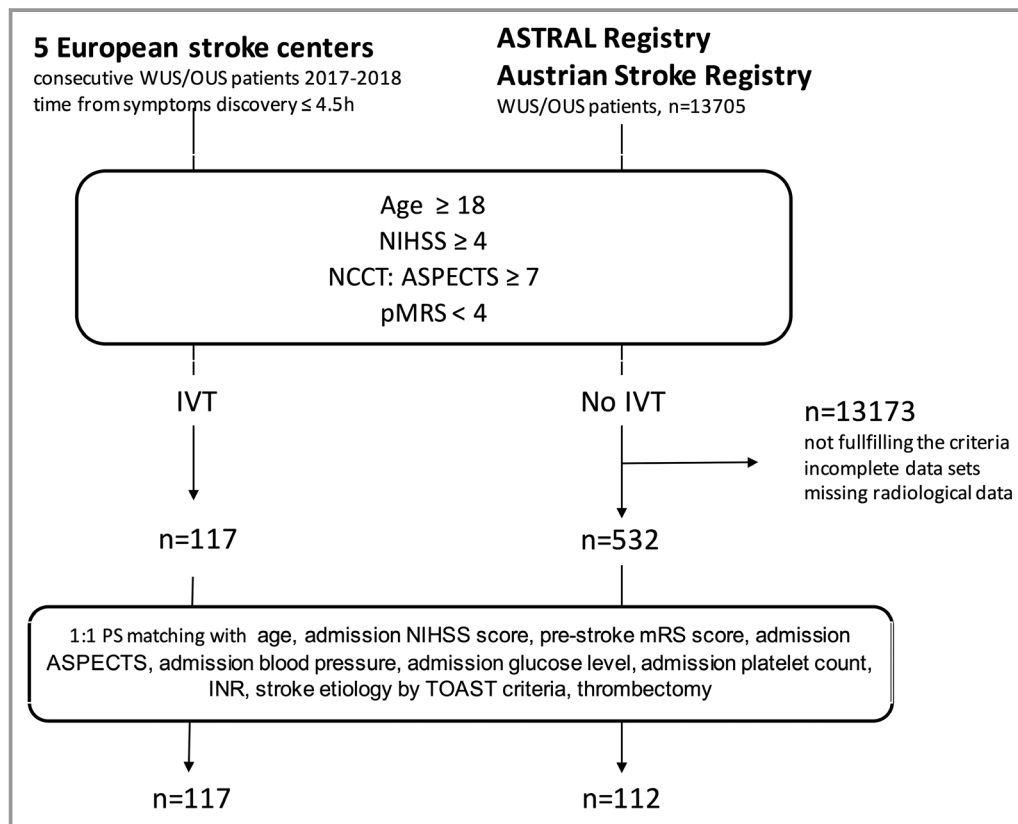 5 European stroke centers
consecutive WUS/OUS patients 2017-2018
time from symptoms discovery ≤ 4.5h
ASTRAL Registry
Austrian Stroke Registry
WUS/OUS patients, n=13705
Age ≥ 18
NIHSS ≥ 4
NCCT: ASPECTS ≥ 7
pMRS < 4
IVT
No IVT
n=13173
not fullfilling the criteria
incomplete data sets
missing radiological data
n=117
n=532
1:1 PS matching with age, admission NIHSS score, pre-stroke mRS score, admission
ASPECTS, admission blood pressure, admission glucose level, admission platelet count,
INR, stroke etiology by TOAST criteria, thrombectomy
n=117
n=112